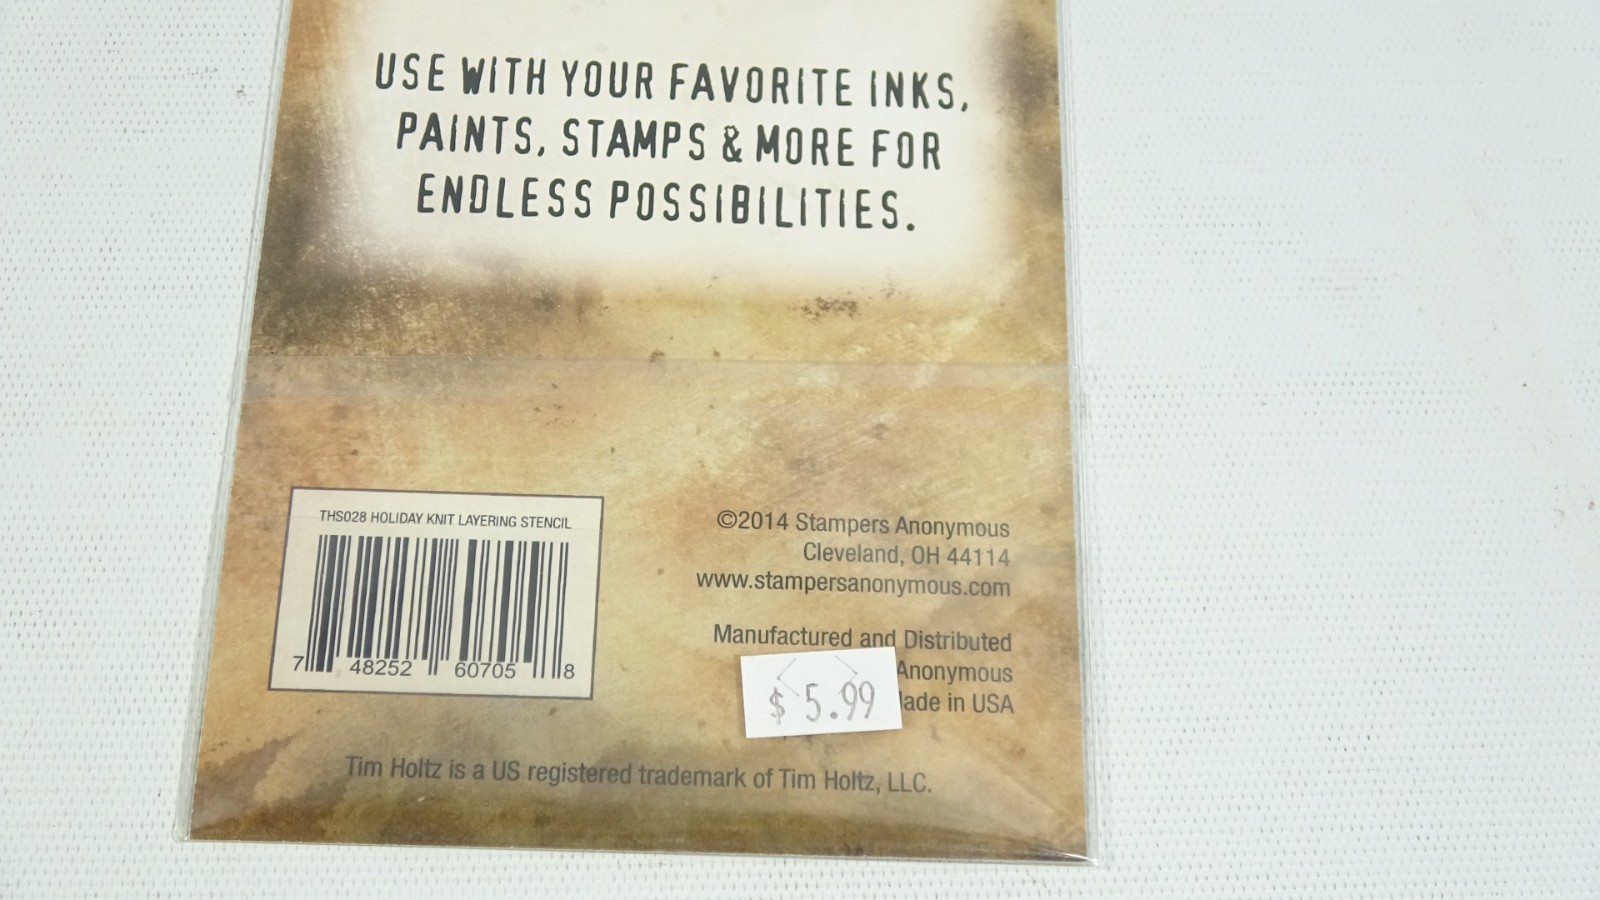 USE WITH YOUR FAVORITE INKS,
PAINTS, STAMPS & MORE FOR
ENDLESS POSSIBILITIES.
THS028 HOLIDAY KNIT LAYERING STENCIL
7 48252 60705 8
©2014 Stampers Anonymous
Cleveland, OH 44114
www.stampersanonymous.com
Manufactured and Distributed
Anonymous
in USA
$ 5.99
Tim Holtz is a US registered trademark of Tim Holtz, LLC.